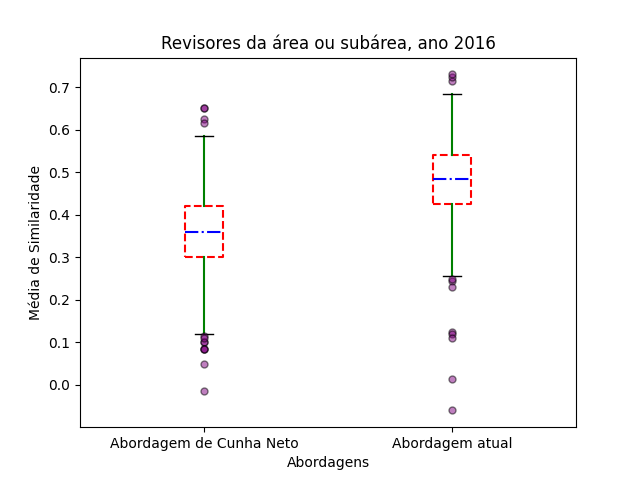 Revisores da área ou subárea, ano 2016
Média de Similaridade
0.7
0.6
0.5
0.4
0.3
0.2
0.1
0.0
Abordagem de Cunha Neto
Abordagem atual
Abordagens